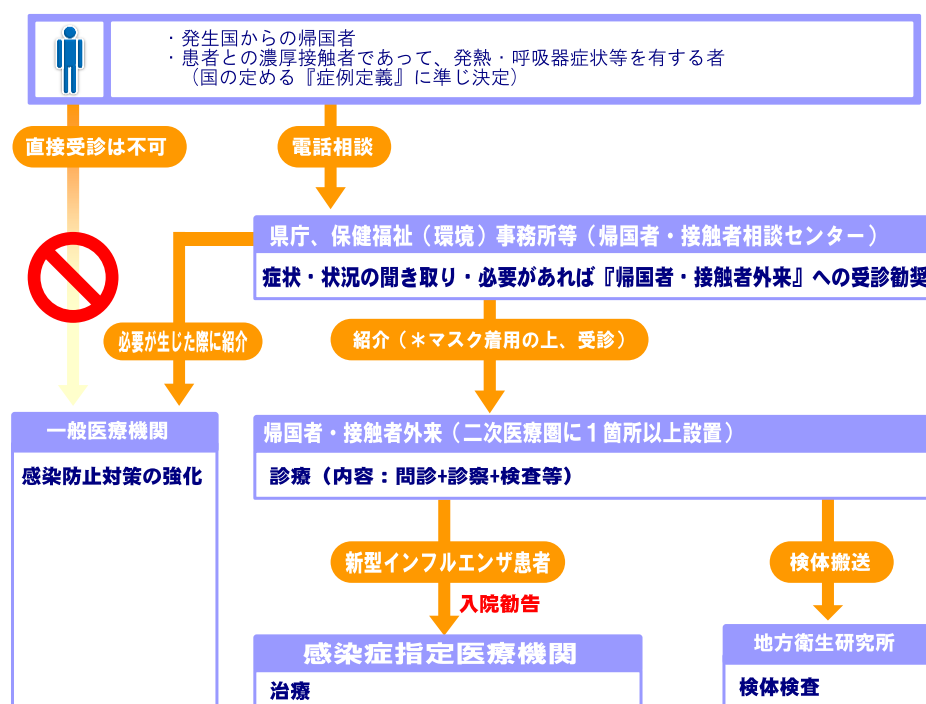 ・発生国からの帰国者
・患者との濃厚接触者であって、発熱・呼吸器症状等を有する者
（国の定める『症例定義』に準じ決定）
直接受診は不可
電話相談
県庁、保健福祉（環境）事務所等（帰国者・接触者相談センター）
症状・状況の聞き取り・必要があれば『帰国者・接触者外来』への受診勧奨
必要が生じた際に紹介
紹介（＊マスク着用の上、受診）
一般医療機関
感染防止対策の強化
帰国者・接触者外来（二次医療圏に１箇所以上設置）
診療（内容：問診+診察+検査等）
新型インフルエンザ患者
入院勧告
検体搬送
感染症指定医療機関
治療
地方衛生研究所
検体検査